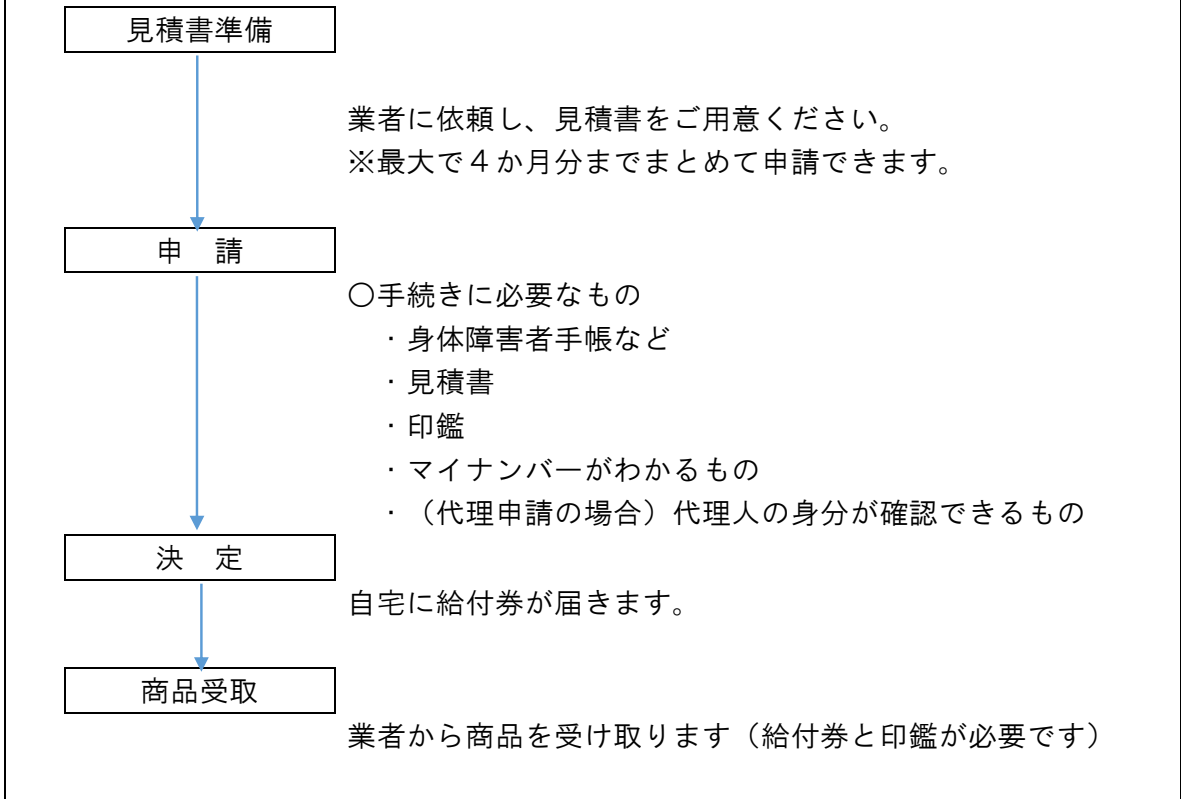 見積書準備
業者に依頼し、見積書をご用意ください。
※最大で４か月分までまとめて申請できます。
申　請
〇手続きに必要なもの
・身体障害者手帳など
・見積書
・印鑑
・マイナンバーがわかるもの
・（代理申請の場合）代理人の身分が確認できるもの
決　定
自宅に給付券が届きます。
商品受取
業者から商品を受け取ります（給付券と印鑑が必要です）